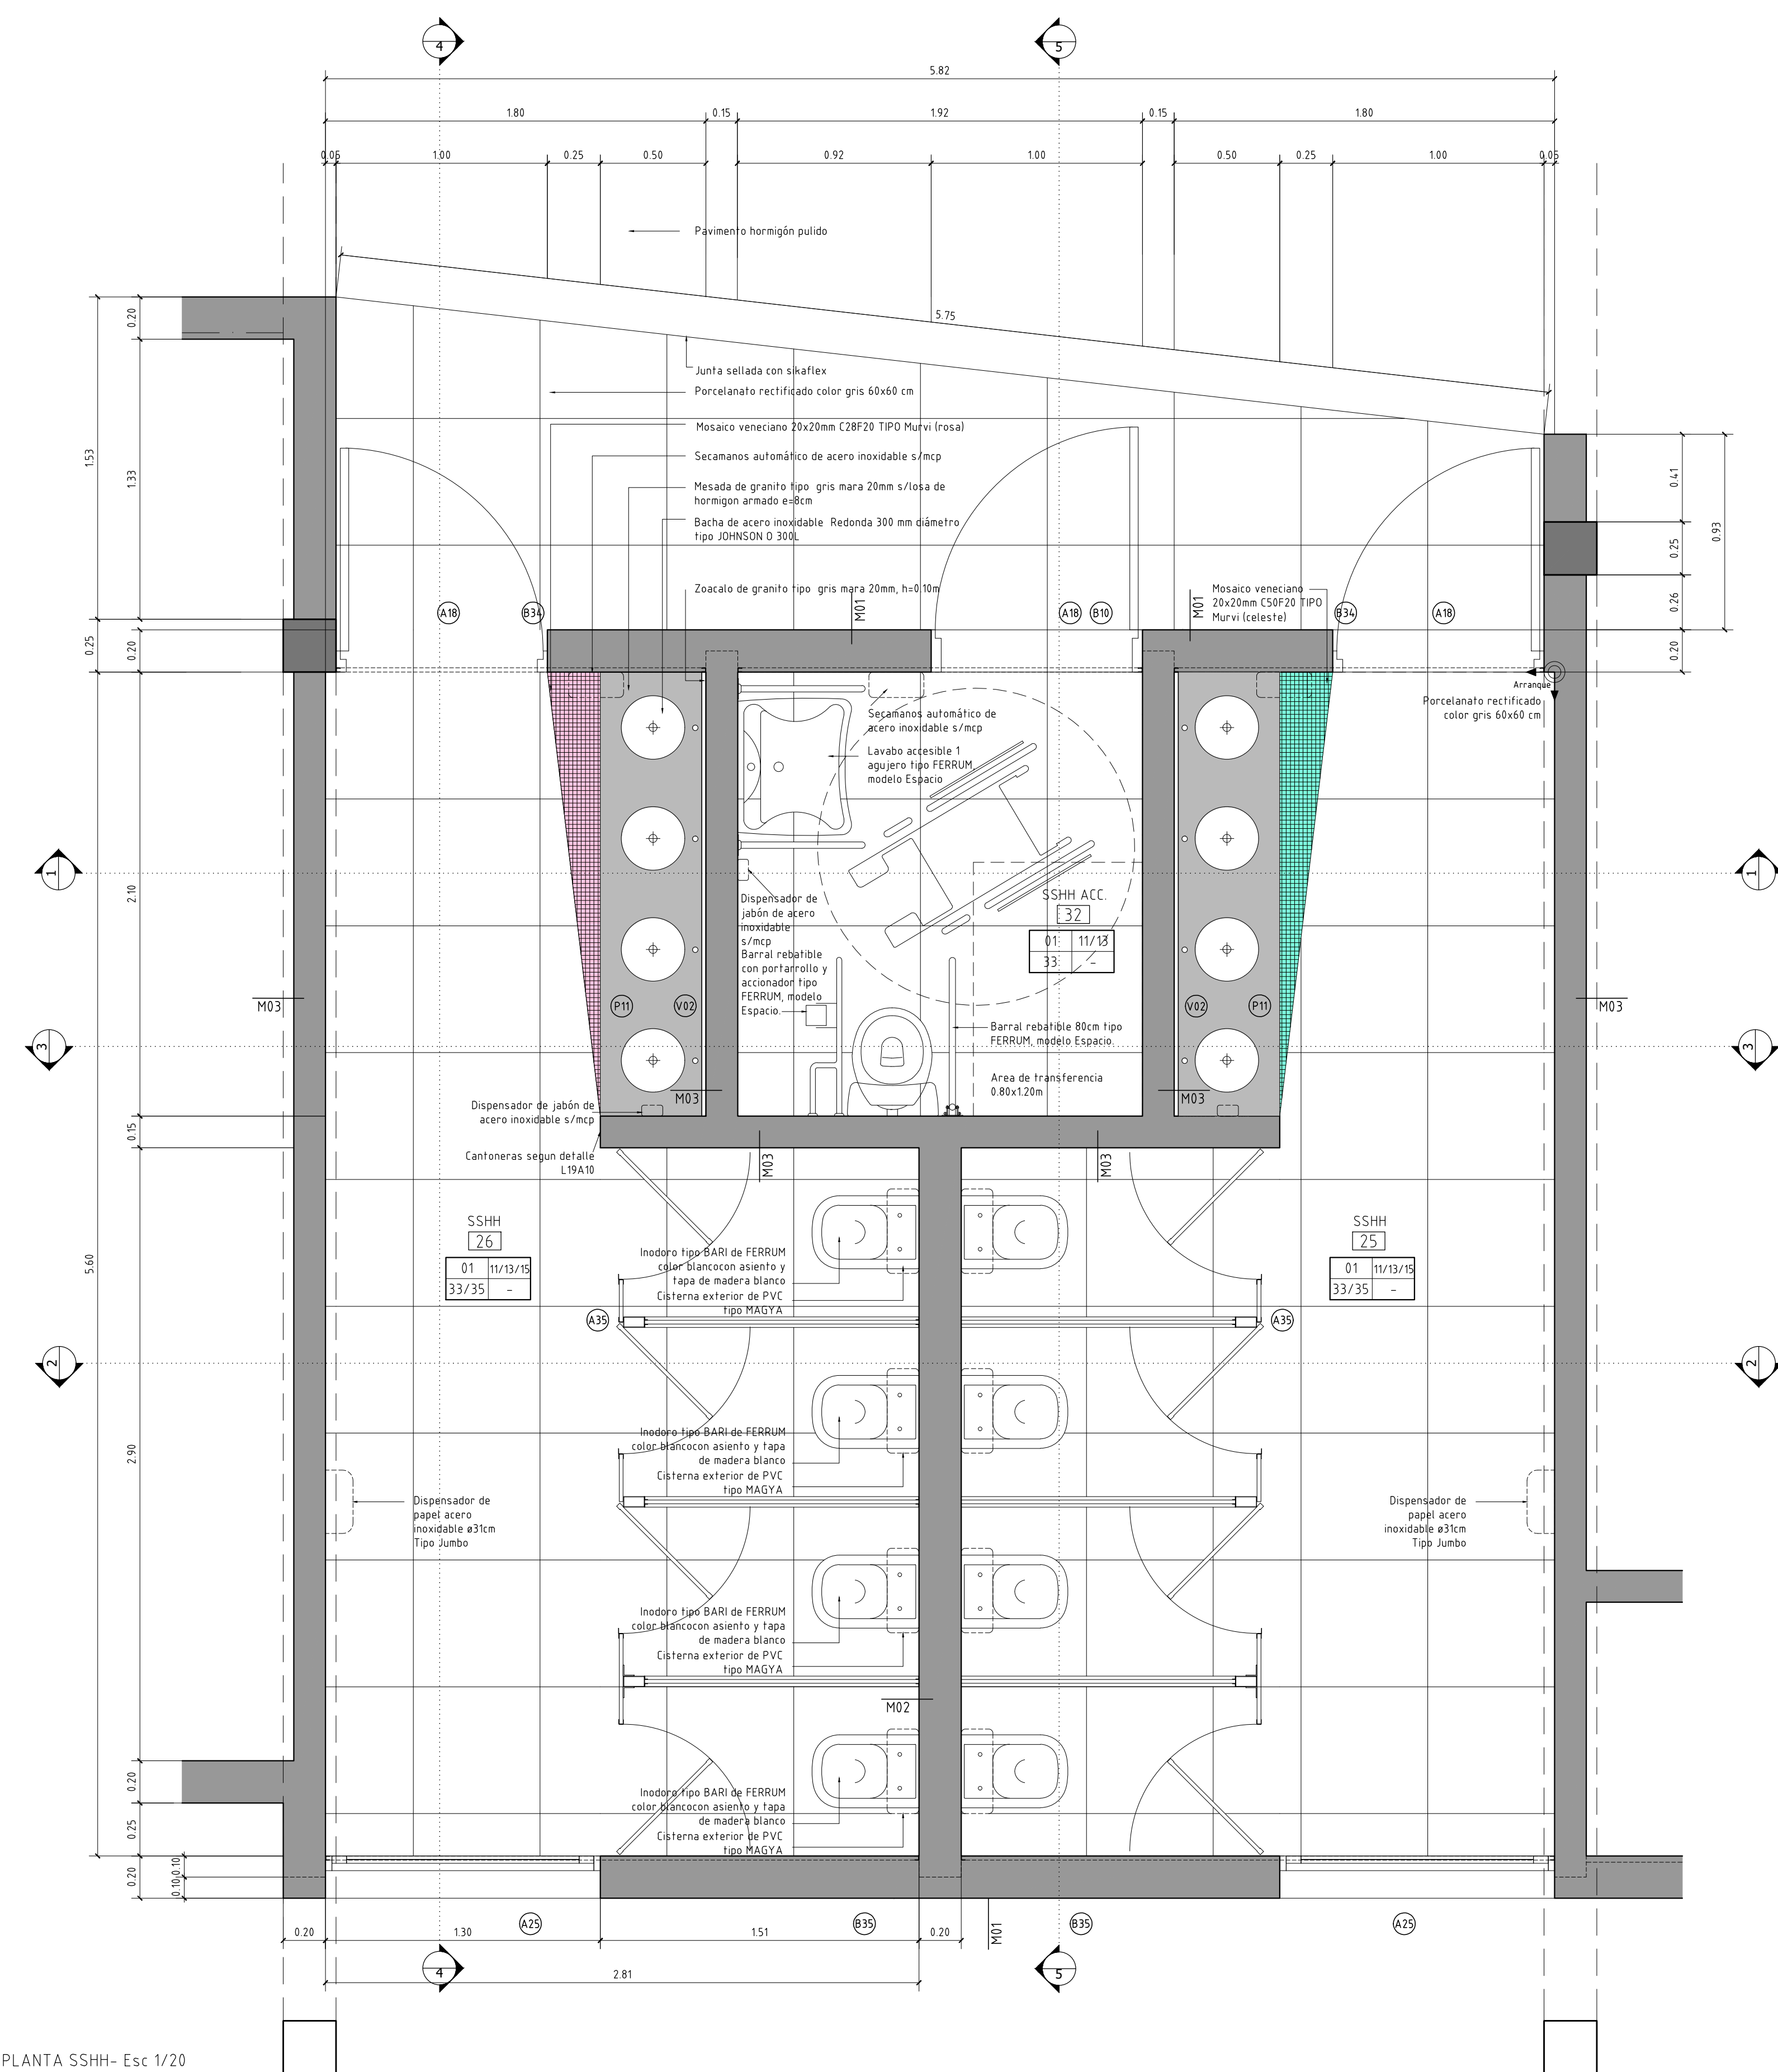 4
5
5.82
1.80
0.15
1.92
0.15
1.80
0.05
1.00
0.25
0.50
0.92
1.00
0.50
0.25
1.00
0.05
Pavimento hormigón pulido
5.75
0.20
1.53
1.33
0.25
0.20
Junta sellada con sikaflex
Porcelanato rectificado color gris 60x60 cm
Mosaico veneciano 20x20mm C28F20 TIPO Murvi (rosa)
Secamanos automático de acero inoxidable s/mcp
Mesada de granito tipo gris mara 20mm s/losa de
hormigon armado e=8cm
Bacha de acero inoxidable Redonda 300 mm diámetro
tipo JOHNSON O 300L
Zoacalo de granito tipo gris mara 20mm, h=0.10m
Mosaico veneciano
20x20mm C50F20 TIPO
Murvi (celeste)
0.41
0.93
0.25
0.26
0.20
A18
B34
M01
A18
B10
M01
B34
A18
Arranque
Porcelanato rectificado
color gris 60x60 cm
Secamanos automático de
acero inoxidable s/mcp
Lavabo accesible 1
agujero tipo FERRUM,
modelo Espacio
1
1
2.10
Dispensador de
jabón de acero
inoxidable
s/mcp
Barral rebatible
con portarrollo y
accionador tipo
FERRUM, modelo
Espacio.
SSHH ACC.
32
01 11/13
33 -
M03
P11
V02
V02
P11
M03
3
3
Barral rebatible 80cm tipo
FERRUM, modelo Espacio.
Area de transferencia
0.80x1.20m
M03
M03
Dispensador de jabón de
acero inoxidable s/mcp
0.15
Cantoneras segun detalle
L19A10
M03
M03
SSHH
26
01 11/13/15
33/35 -
SSHH
25
01 11/13/15
33/35 -
5.60
Inodoro tipo BARI de FERRUM
color blancocon asiento y
tapa de madera blanco
Cisterna exterior de PVC
tipo MAGYA
A35
A35
2
2
2.90
Inodoro tipo BARI de FERRUM
color blancocon asiento y tapa
de madera blanco
Cisterna exterior de PVC
tipo MAGYA
Dispensador de
papel acero
inoxidable ø31cm
Tipo Jumbo
Dispensador de
papel acero
inoxidable ø31cm
Tipo Jumbo
Inodoro tipo BARI de FERRUM
color blancocon asiento y tapa
de madera blanco
Cisterna exterior de PVC
tipo MAGYA
M02
0.20
0.25
Inodoro tipo BARI de FERRUM
color blancocon asiento y tapa
de madera blanco
Cisterna exterior de PVC
tipo MAGYA
0.20
0.10
0.10
A25
B35
B35
A25
M01
0.20
1.30
1.51
0.20
2.81
4
5
PLANTA SSHH- Esc 1/20